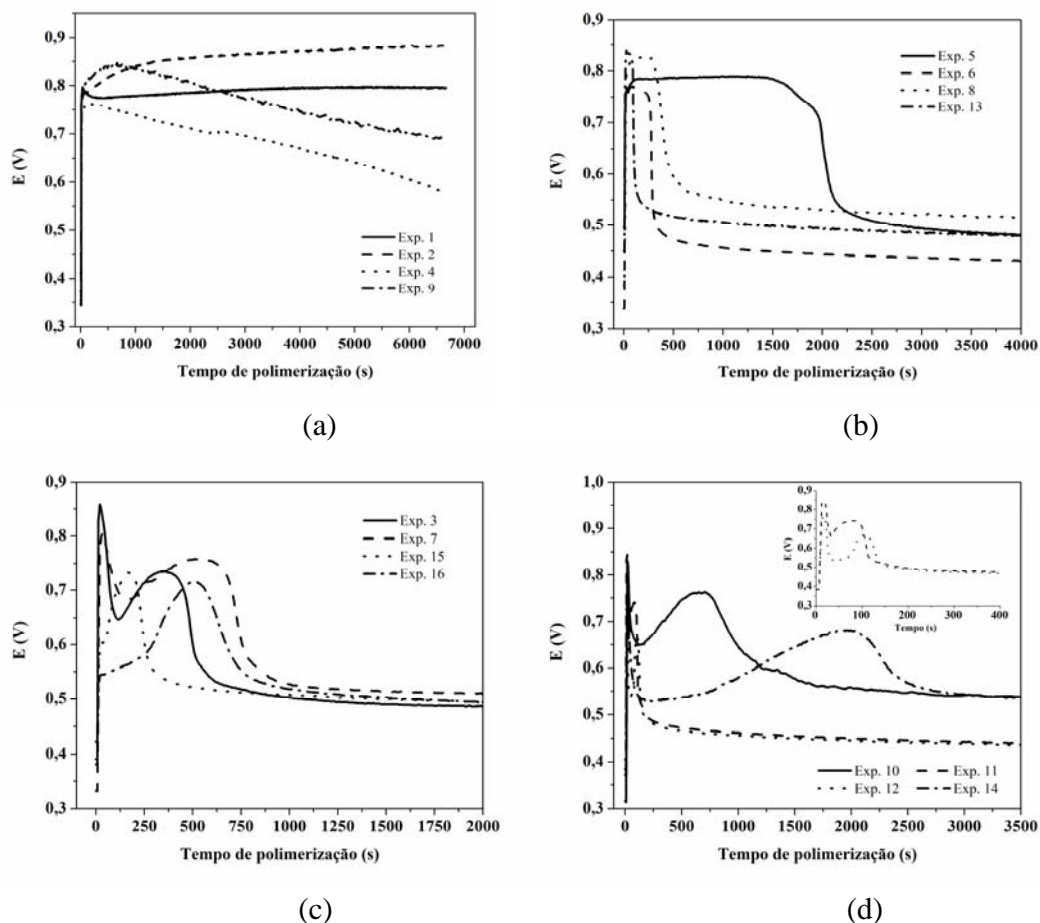 0,9
0,8
0,7
0,6
0,5
0,4
0,3
E (V)
Exp. 1
Exp. 2
Exp. 4
Exp. 9
0 1000 2000 3000 4000 5000 6000 7000
Tempo de polimerização (s)
(a)
0,9
0,8
0,7
0,6
0,5
0,4
0,3
E (V)
Exp. 5
Exp. 6
Exp. 8
Exp. 13
0 500 1000 1500 2000 2500 3000 3500 4000
Tempo de polimerização (s)
(b)
0,9
0,8
0,7
0,6
0,5
0,4
0,3
E (V)
Exp. 3
Exp. 7
Exp. 15
Exp. 16
0 250 500 750 1000 1250 1500 1750 2000
Tempo de polimerização (s)
(c)
1,0
0,9
0,8
0,7
0,6
0,5
0,4
0,3
E (V)
0,9
0,8
0,7
0,6
0,5
0,4
0,3
E (V)
0 100 200 300 400
Tempo (s)
Exp. 10 Exp. 11
Exp. 12 Exp. 14
0 500 1000 1500 2000 2500 3000 3500
Tempo de polimerização (s)
(d)